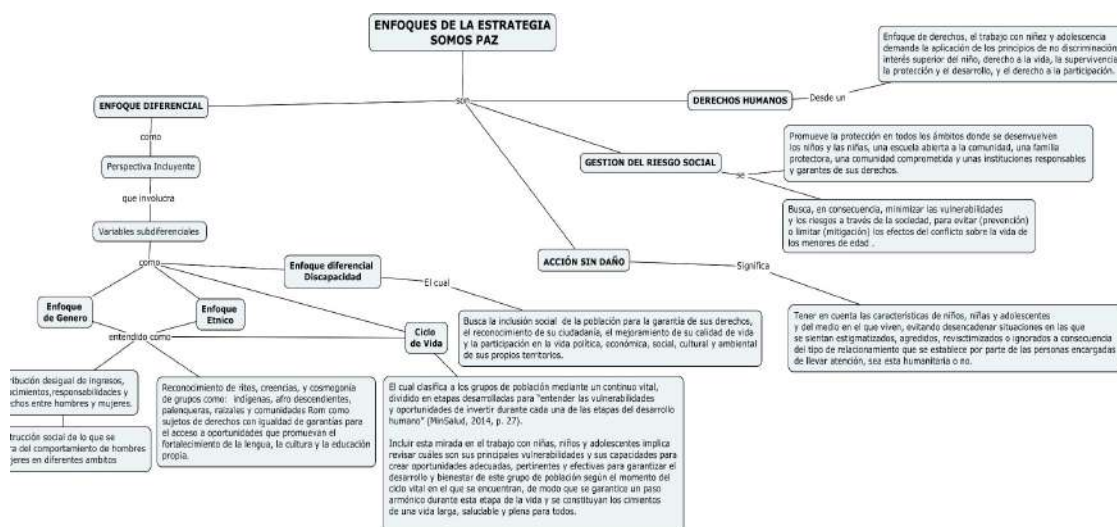 ENFOQUES DE LA ESTRATEGIA
SOMOS PAZ
son
DERECHOS HUMANOS
Desde un
Enfoque de derechos, el trabajo con niñez y adolescencia
demanda la aplicación de los principios de no discriminación
interés superior del niño, derecho a la vida, la supervivencia
la protección y el desarrollo, y el derecho a la participación.
ENFOQUE DIFERENCIAL
como
Perspectiva Incluyente
que involucra
Variables subdiferenciales
como
GESTION DEL RIESGO SOCIAL
se
Promueve la protección en todos los ámbitos donde se desenvuelven
los niños y las niñas, una escuela abierta a la comunidad, una familia
protectora, una comunidad comprometida y unas instituciones responsables
y garantes de sus derechos.
Busca, en consecuencia, minimizar las vulnerabilidades
y los riesgos a través de la sociedad, para evitar (prevención)
o limitar (mitigación) los efectos del conflicto sobre la vida de
los menores de edad .
ACCIÓN SIN DAÑO
Significa
Tener en cuenta las características de niños, niñas y adolescentes
y del medio en el que viven, evitando desencadenar situaciones en las que
se sientan estigmatizados, agredidos, revisctimizados o ignorados a consecuencia
del tipo de relacionamiento que se establece por parte de las personas encargadas
de llevar atención, sea esta humanitaria o no.
Enfoque diferencial
Discapacidad
El cual
Busca la inclusión social de la población para la garantía de sus derechos,
el reconocimiento de su ciudadanía, el mejoramiento de su calidad de vida
y la participación en la vida política, económica, social, cultural y ambiental
de sus propios territorios.
Enfoque
de Genero
Enfoque
Etnico
Ciclo
de Vida
entendido como
tribución desigual de ingresos,
ocimientos,responsabilidades y
chos entre hombres y mujeres.
strucción social de lo que se
ra del comportamiento de hombres
ujeres en diferentes ambitos
Reconocimiento de ritos, creencias, y cosmogonía
de grupos como: indígenas, afro descendientes,
palenqueras, raizales y comunidades Rom como
sujetos de derechos con igualdad de garantías para
el acceso a oportunidades que promuevan el
fortalecimiento de la lengua, la cultura y la educación
propia.
El cual clasifica a los grupos de población mediante un continuo vital,
dividido en etapas desarrolladas para "entender las vulnerabilidades
y oportunidades de invertir durante cada una de las etapas del desarrollo
humano" (MinSalud, 2014, p. 27).
Incluir esta mirada en el trabajo con niñas, niños y adolescentes implica
revisar cuáles son sus principales vulnerabilidades y sus capacidades para
crear oportunidades adecuadas, pertinentes y efectivas para garantizar el
desarrollo y bienestar de este grupo de población según el momento del
ciclo vital en el que se encuentran, de modo que se garantice un paso
armónico durante esta etapa de la vida y se constituyan los cimientos
de una vida larga, saludable y plena para todos.